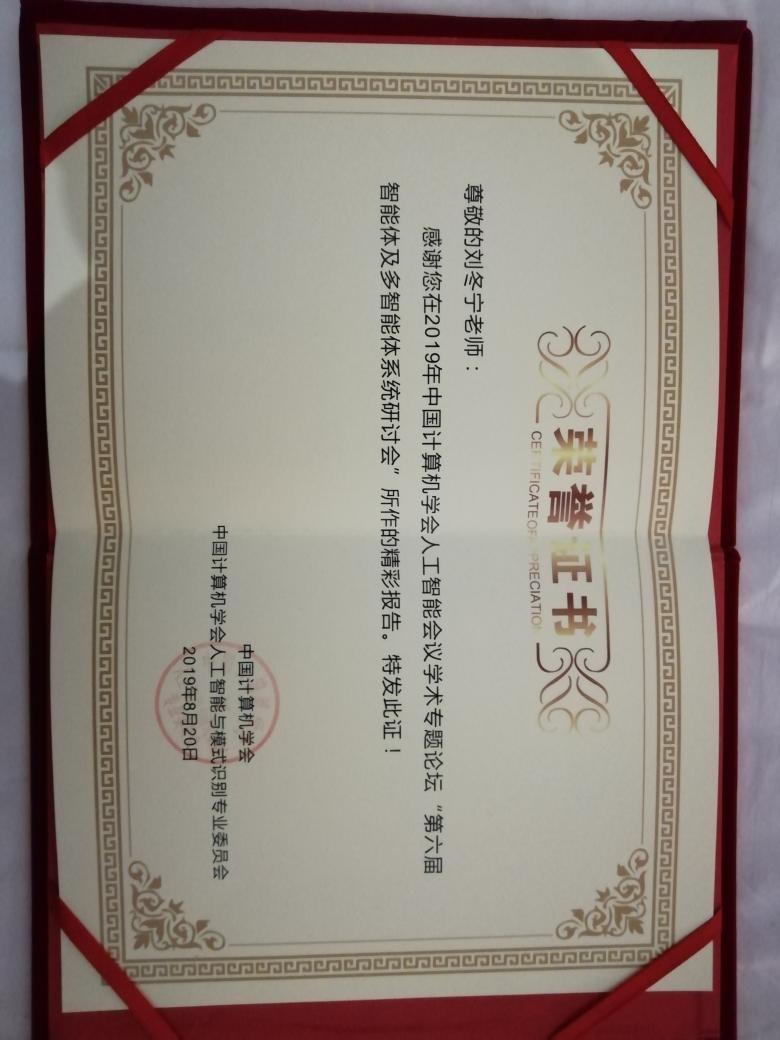 荣誉证书
CERTIFICATE OF APPRECIATION
尊敬的刘冬宁老师：
感谢您在2019年中国计算机学会人工智能会议学术专题论坛“第六届
智能体及多智能体系统研讨会”所作的精彩报告。特发此证！
中国计算机学会
中国计算机学会人工智能与模式识别专业委员会
2019年8月20日